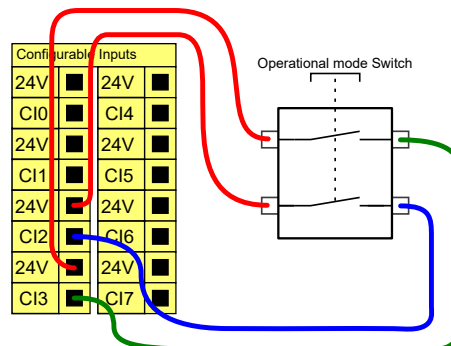 Configurable Inputs
Operational mode Switch
24V 24V
CI0 CI4
24V 24V
CI1 CI5
24V 24V
CI2 CI6
24V 24V
CI3 CI7